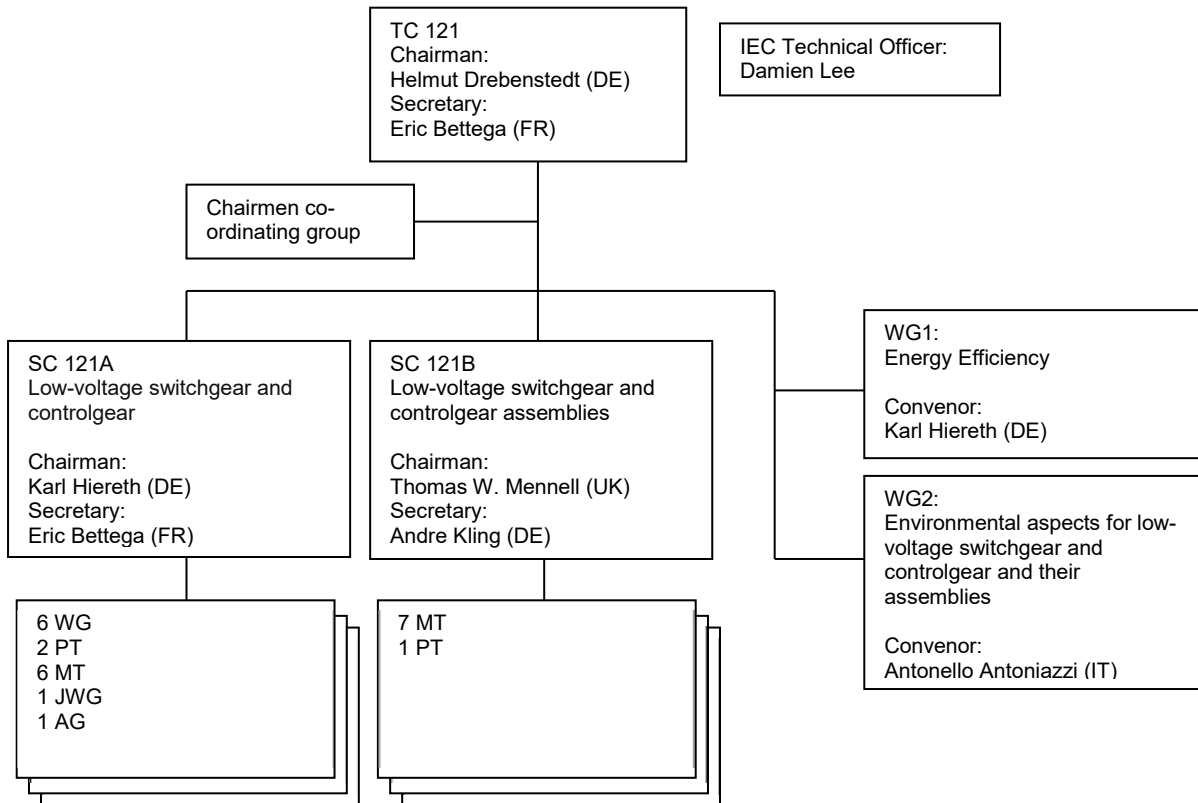 TC 121
Chairman:
Helmut Drebenstedt (DE)
Secretary:
Eric Bettega (FR)
IEC Technical Officer:
Damien Lee
Chairmen co-
ordinating group
SC 121A
Low-voltage switchgear and
controlgear
Chairman:
Karl Hiereth (DE)
Secretary:
Eric Bettega (FR)
SC 121B
Low-voltage switchgear and
controlgear assemblies
Chairman:
Thomas W. Mennell (UK)
Secretary:
Andre Kling (DE)
WG1:
Energy Efficiency
Convenor:
Karl Hiereth (DE)
WG2:
Environmental aspects for low-
voltage switchgear and
controlgear and their
assemblies
Convenor:
Antonello Antoniazzi (IT)
6 WG
2 PT
6 MT
1 JWG
1 AG
7 MT
1 PT